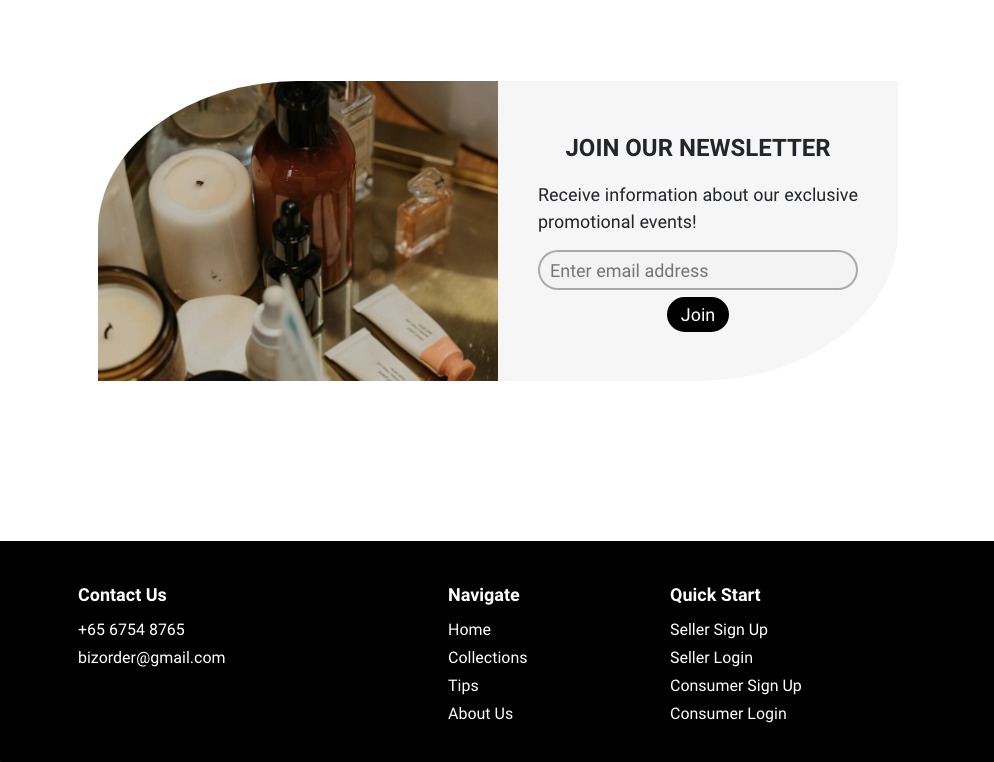 JOIN OUR NEWSLETTER
Receive information about our exclusive
promotional events!
Enter email address
Join
Contact Us
+65 6754 8765
bizorder@gmail.com
Navigate
Home
Collections
Tips
About Us
Quick Start
Seller Sign Up
Seller Login
Consumer Sign Up
Consumer Login